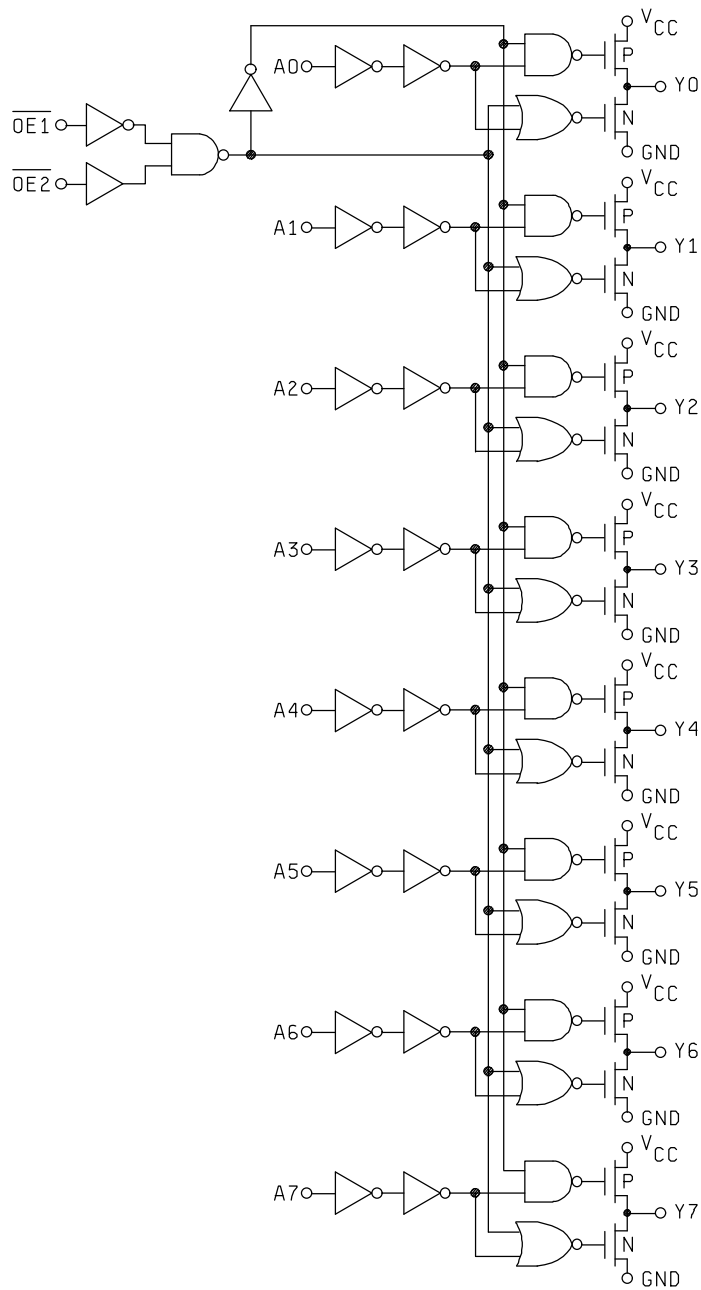 VCC
A0 P
Y0
N
OE1
GND
OE2
VCC
P
A1 Y1
N
GND
VCC
P
A2 Y2
N
GND
VCC
P
A3 Y3
N
GND
VCC
P
A4 Y4
N
GND
VCC
P
A5 Y5
N
GND
VCC
P
A6 Y6
N
GND
VCC
P
A7 Y7
N
GND